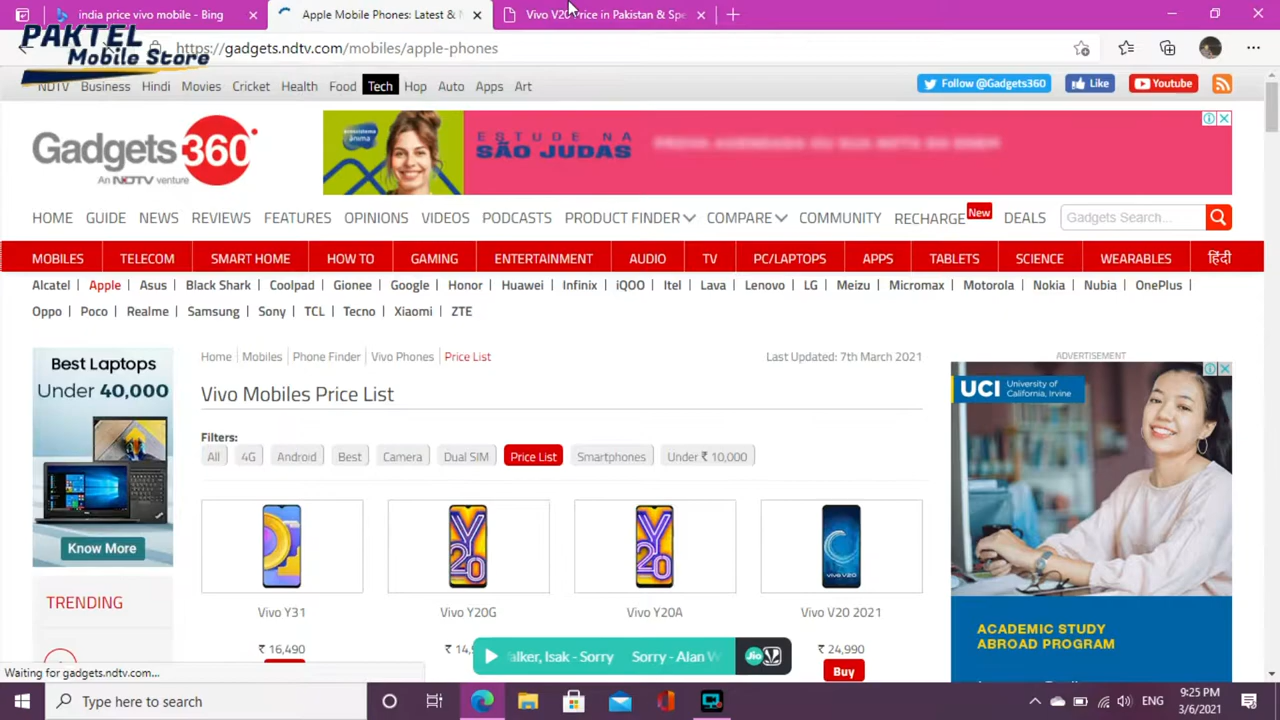 india price vivo mobile - Bing
Apple Mobile Phones: Latest & N
Vivo V20 Price in Pakistan & Spe
PAKTEL
Mobile Store
https://gadgets.ndtv.com/mobiles/apple-phones
NDTV Business Hindi Movies Cricket Health Food Tech Hop Auto Apps Art
Follow @Gadgets360
Like
Youtube
Gadgets 360
An NDTV venture
ESTUDE NA
SÃO JUDAS
HOME GUIDE NEWS REVIEWS FEATURES OPINIONS VIDEOS PODCASTS PRODUCT FINDER COMPARE COMMUNITY RECHARGE New DEALS Gadgets Search...
MOBILES TELECOM SMART HOME HOW TO GAMING ENTERTAINMENT AUDIO TV PC/LAPTOPS APPS TABLETS SCIENCE WEARABLES हिंदी
Alcatel | Apple | Asus | Black Shark | Coolpad | Gionee | Google | Honor | Huawei | Infinix | iQOO | Itel | Lava | Lenovo | LG | Meizu | Micromax | Motorola | Nokia | Nubia | OnePlus |
Oppo | Poco | Realme | Samsung | Sony | TCL | Tecno | Xiaomi | ZTE
Best Laptops
Under 40,000
Know More
TRENDING
Home | Mobiles | Phone Finder | Vivo Phones | Price List
Last Updated: 7th March 2021
Vivo Mobiles Price List
Filters:
All 4G Android Best Camera Dual SIM Price List Smartphones Under ₹ 10,000
Y20 Y20 vivo V20
Vivo Y31 Vivo Y20G Vivo Y20A Vivo V20 2021
₹ 16,490 ₹ 14, ₹ 24,990
Buy
alker, Isak - Sorry Sorry - Alan W
Jio
ADVERTISEMENT
UCI University of
California, Irvine
ACADEMIC STUDY
ABROAD PROGRAM
Waiting for gadgets.ndtv.com...
Type here to search
ENG
9:25 PM
3/6/2021